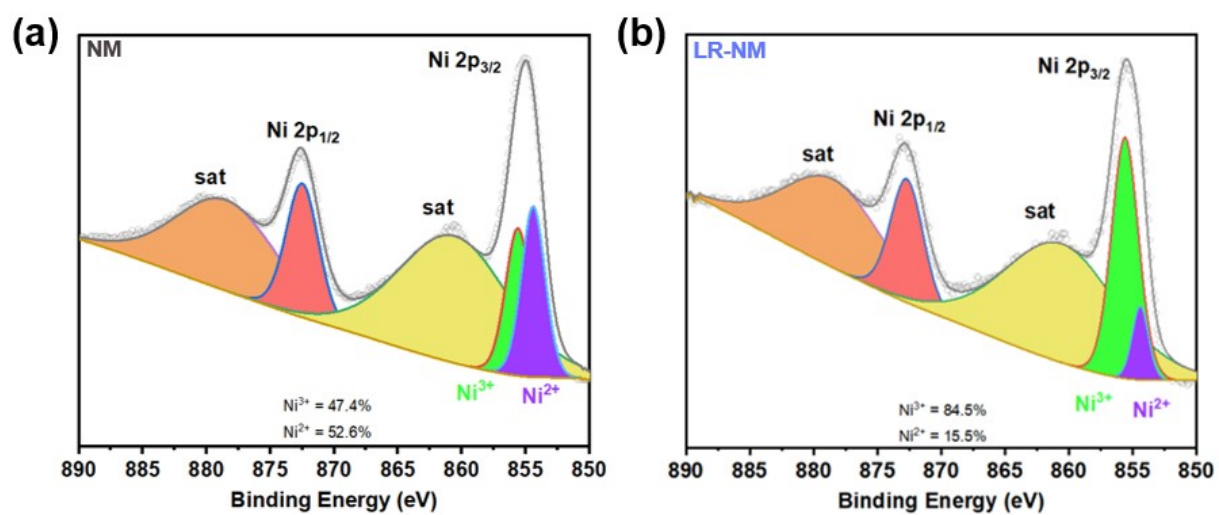 (a)
NM
Ni 2p3/2
Ni 2p1/2
sat
sat
Ni3+
Ni2+
Ni3+ = 47.4%
Ni2+ = 52.6%
890 880 875 870 865 860 855 850
Binding Energy (eV)
(b)
LR-NM
Ni 2p3/2
Ni 2p1/2
sat
sat
Ni3+
Ni2+
Ni3+ = 84.5%
Ni2+ = 15.5%
890 890 880 875 870 865 860 855 850
Binding Energy (eV)